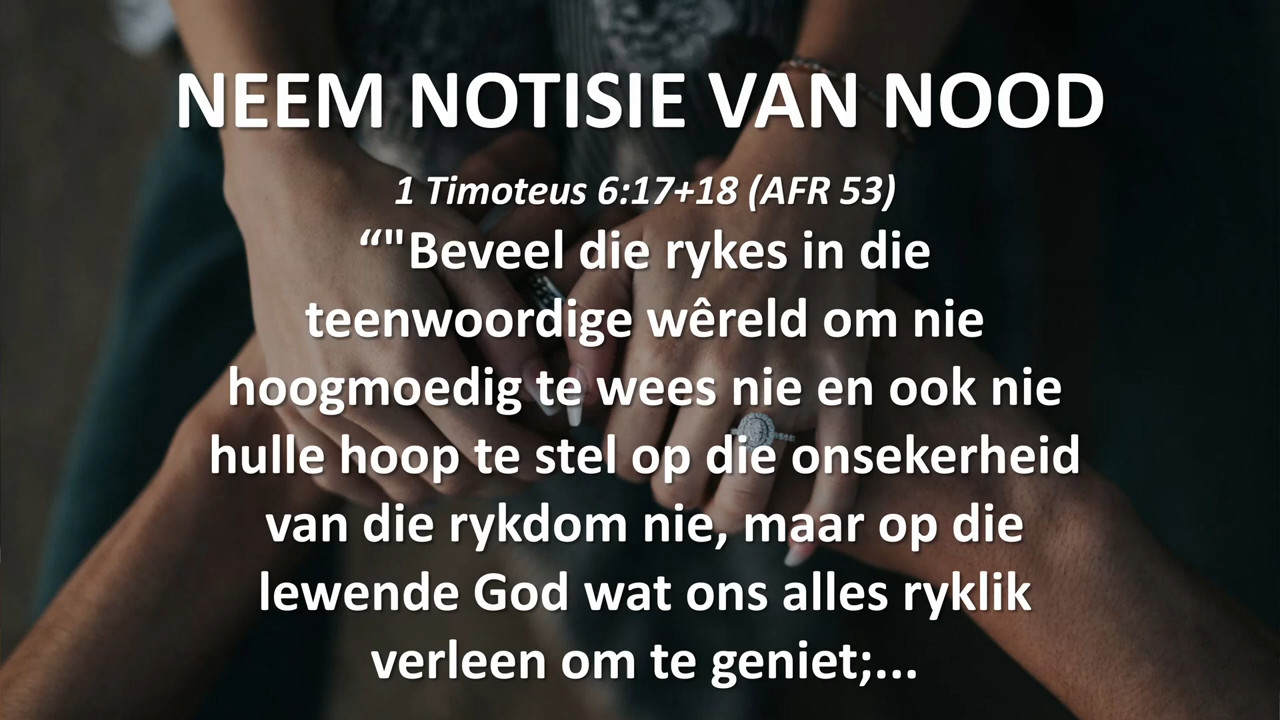 NEEM NOTISIE VAN NOOD
1 Timoteus 6:17+18 (AFR 53)
“"Beveel die rykes in die
teenwoordige wêreld om nie
hoogmoedig te wees nie en ook nie
hulle hoop te stel op die onsekerheid
van die rykdom nie, maar op die
lewende God wat ons alles ryklik
verleen om te geniet;...